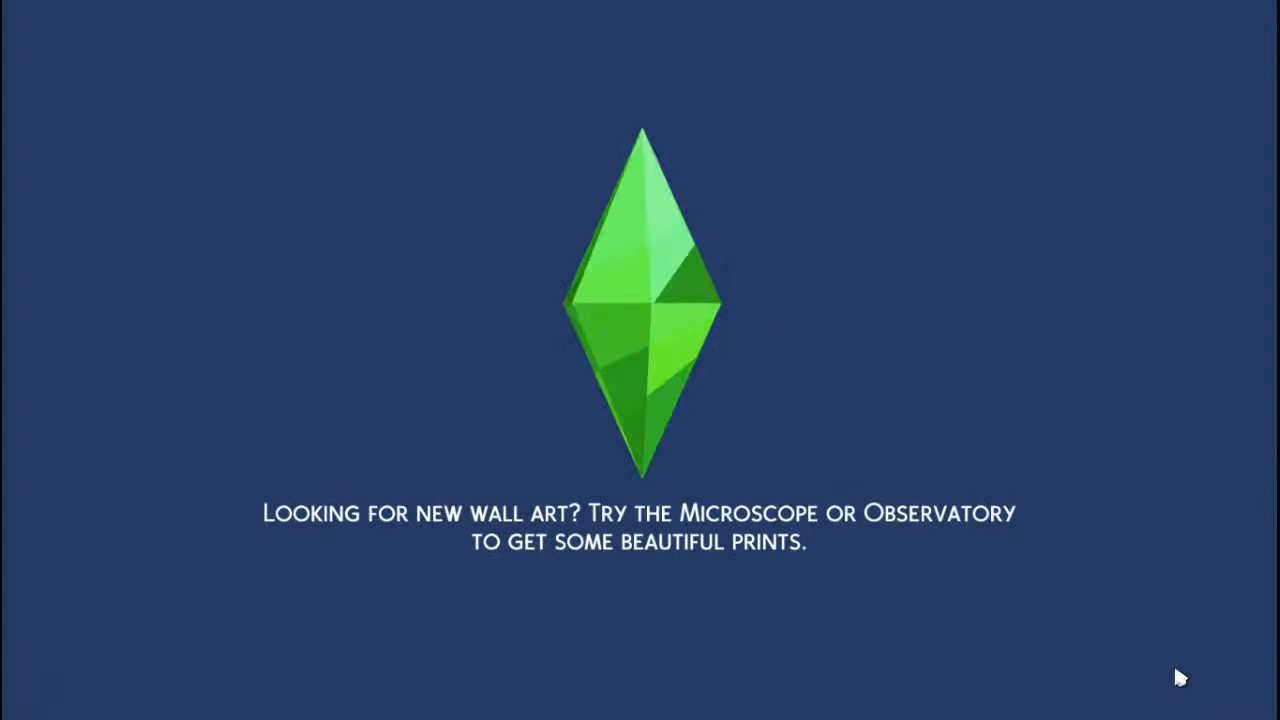 Looking for new wall art? Try the Microscope or Observatory
to get some beautiful prints.